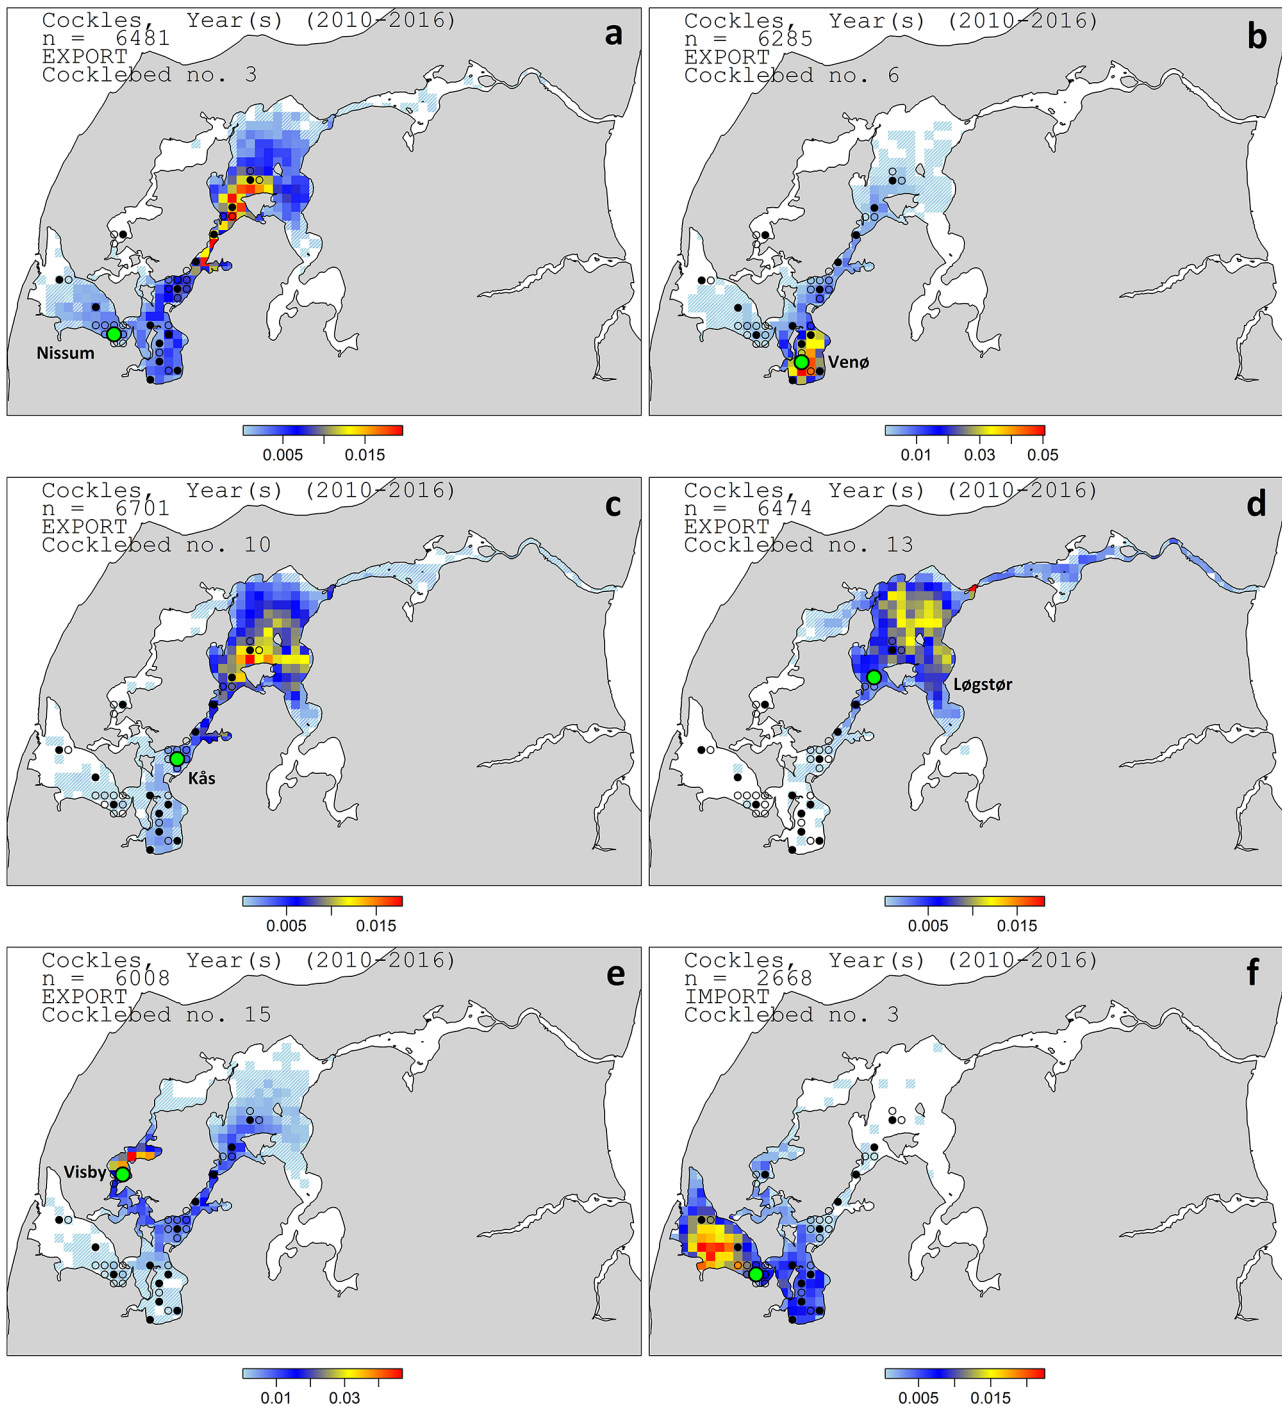 Cockles, Year(s) (2010-2016)
n = 6481
EXPORT
Cocklebed no. 3
a
Nissum
0.005 0.015
Cockles, Year(s) (2010-2016)
n = 6285
EXPORT
Cocklebed no. 6
b
Venø
0.01 0.03 0.05
Cockles, Year(s) (2010-2016)
n = 6701
EXPORT
Cocklebed no. 10
c
Kås
0.005 0.015
Cockles, Year(s) (2010-2016)
n = 6474
EXPORT
Cocklebed no. 13
d
Løgstør
0.005 0.015
Cockles, Year(s) (2010-2016)
n = 6008
EXPORT
Cocklebed no. 15
e
Visby
0.01 0.03
Cockles, Year(s) (2010-2016)
n = 2668
IMPORT
Cocklebed no. 3
f
0.005 0.015